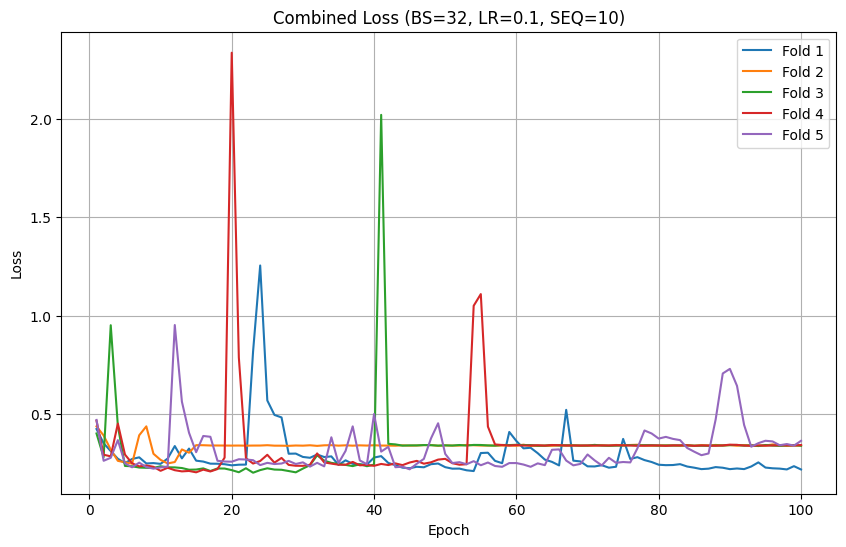 Combined Loss (BS=32, LR=0.1, SEQ=10)
Fold 1
Fold 2
Fold 3
Fold 4
Fold 5
2.0
1.5
1.0
0.5
Loss
0 20 40 60 80 100
Epoch